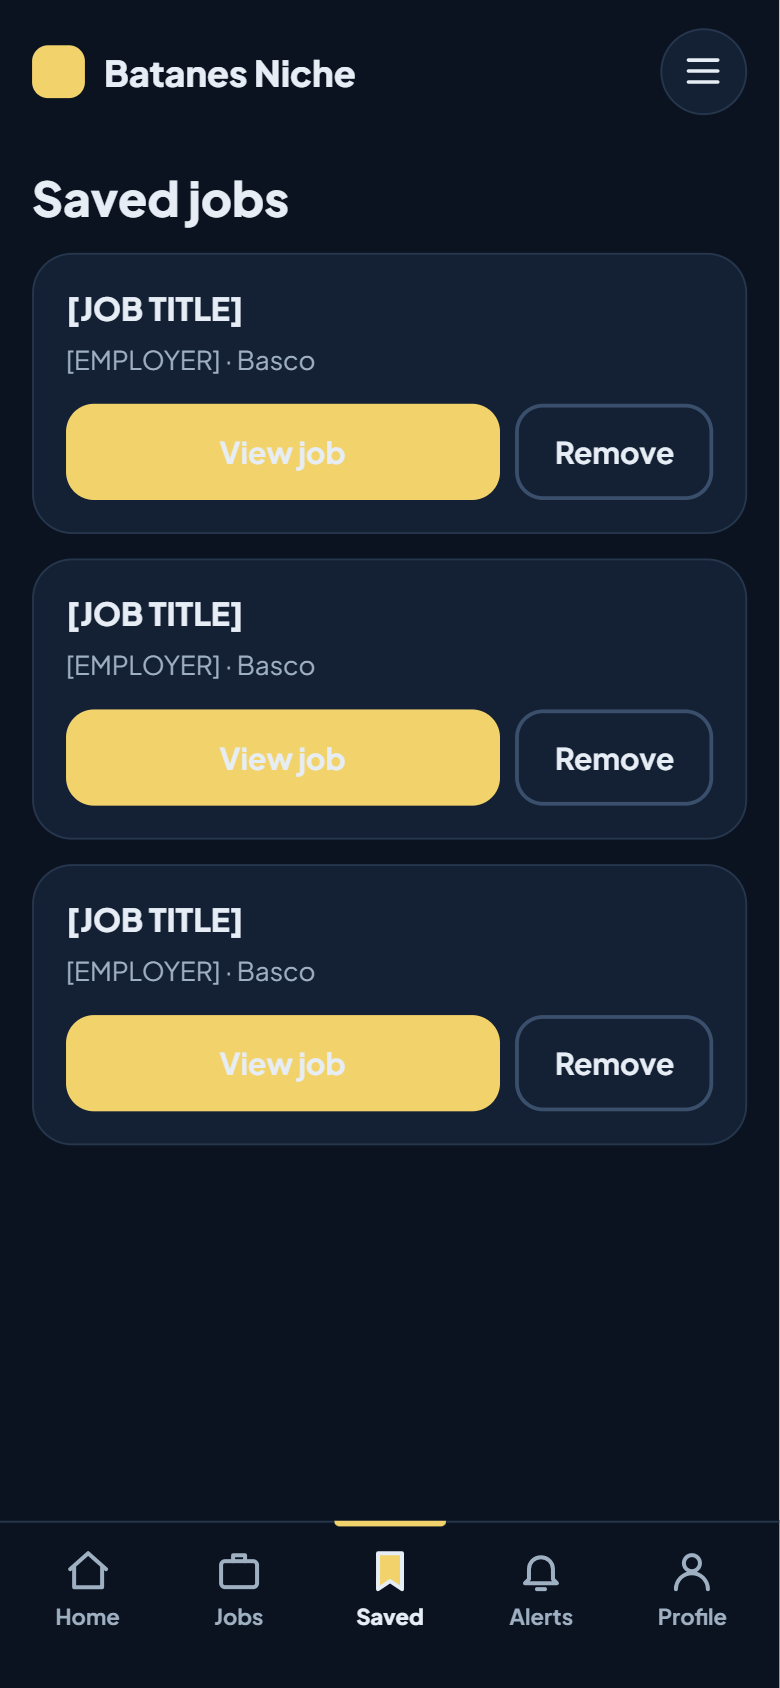 Batanes Niche
Saved jobs
[JOB TITLE]
[EMPLOYER] · Basco
View job
Remove
[JOB TITLE]
[EMPLOYER] · Basco
View job
Remove
[JOB TITLE]
[EMPLOYER] · Basco
View job
Remove
Home
Jobs
Saved
Alerts
Profile